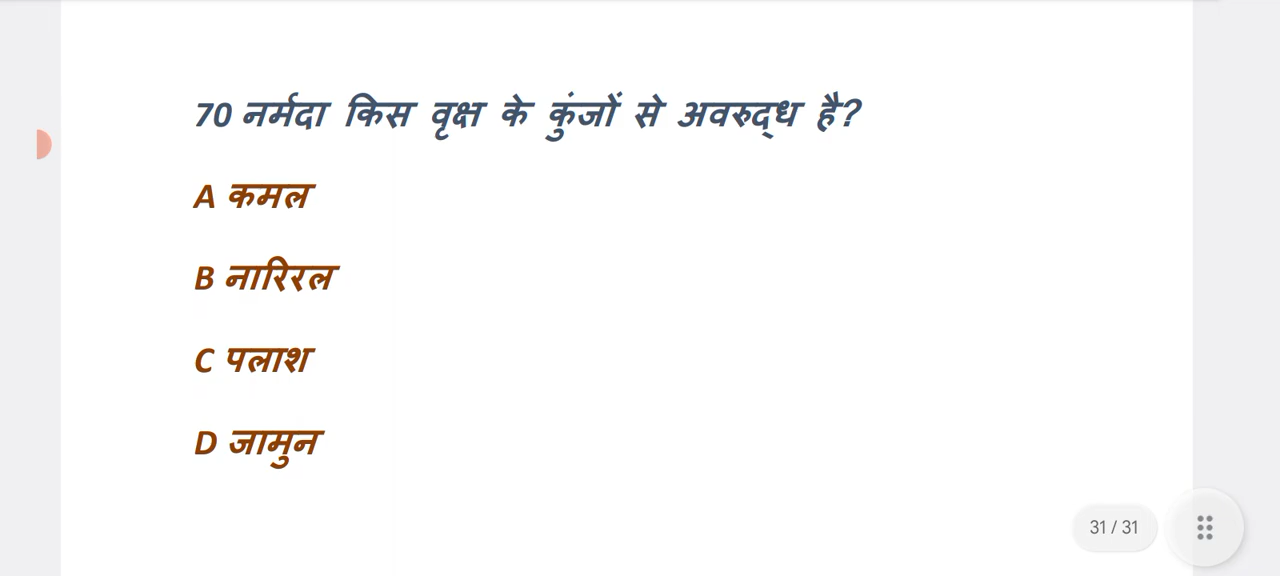 70 नर्मदा किस वृक्ष के कुंजों से अवरुद्ध है?
A कमल
B नारिरल
C पलाश
D जामुन
31 / 31